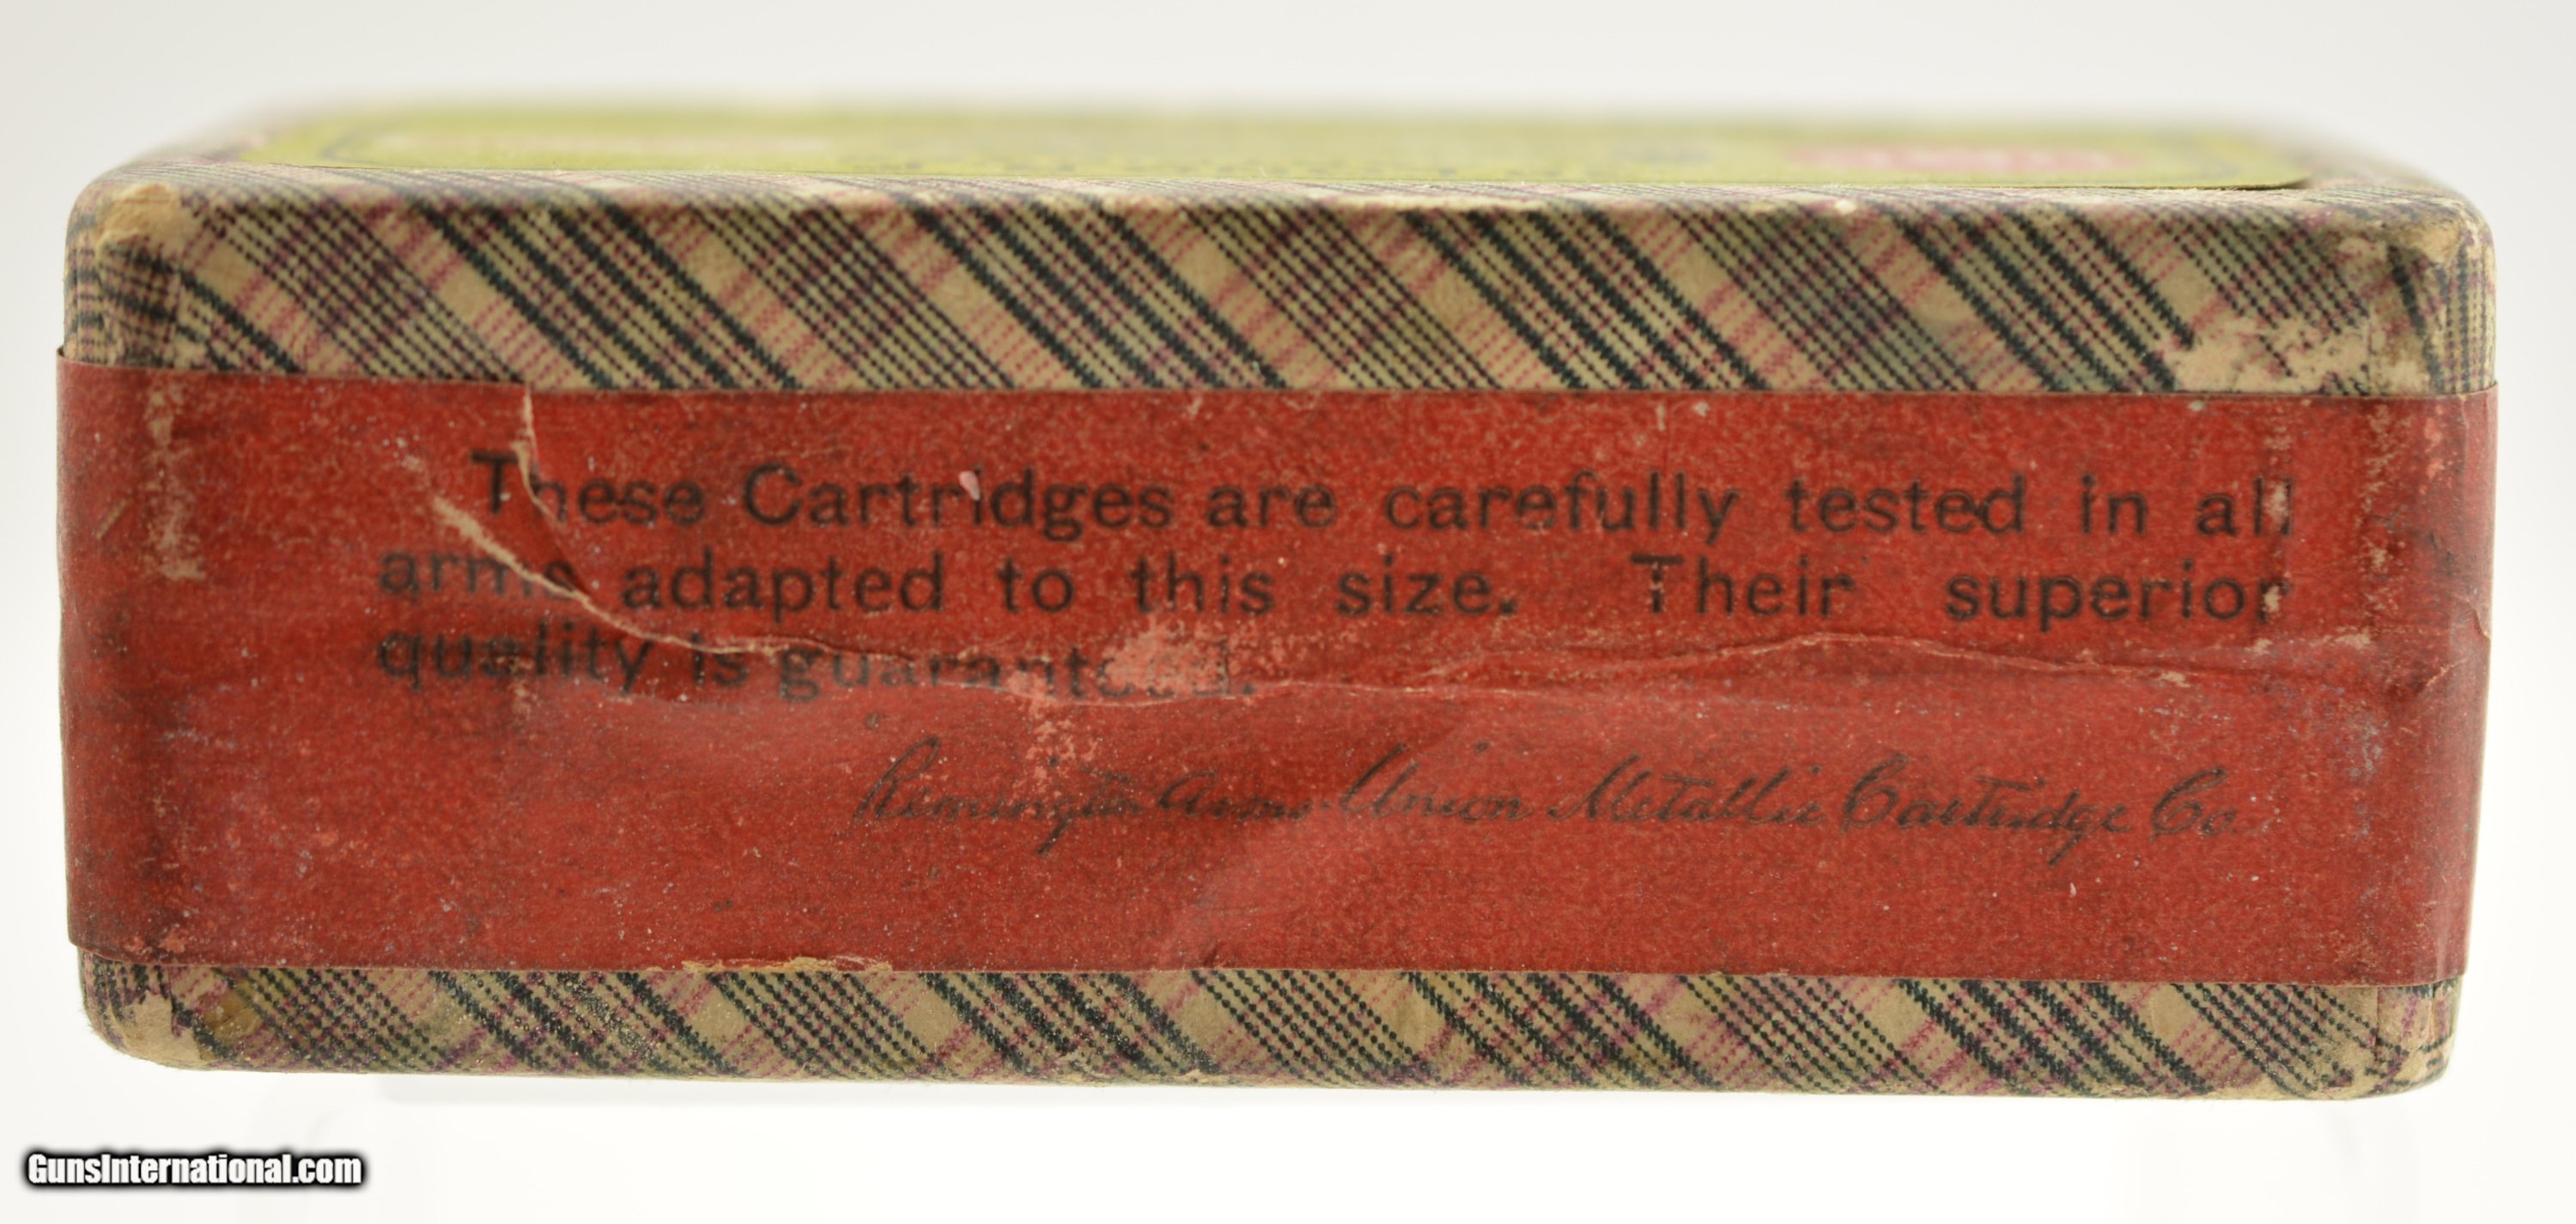 These Cartridges are carefully tested in all
arms adapted to this size. Their superior
quality is guaranteed.
Remington Arms-Union Metallic Cartridge Co.
GunsInternational.com